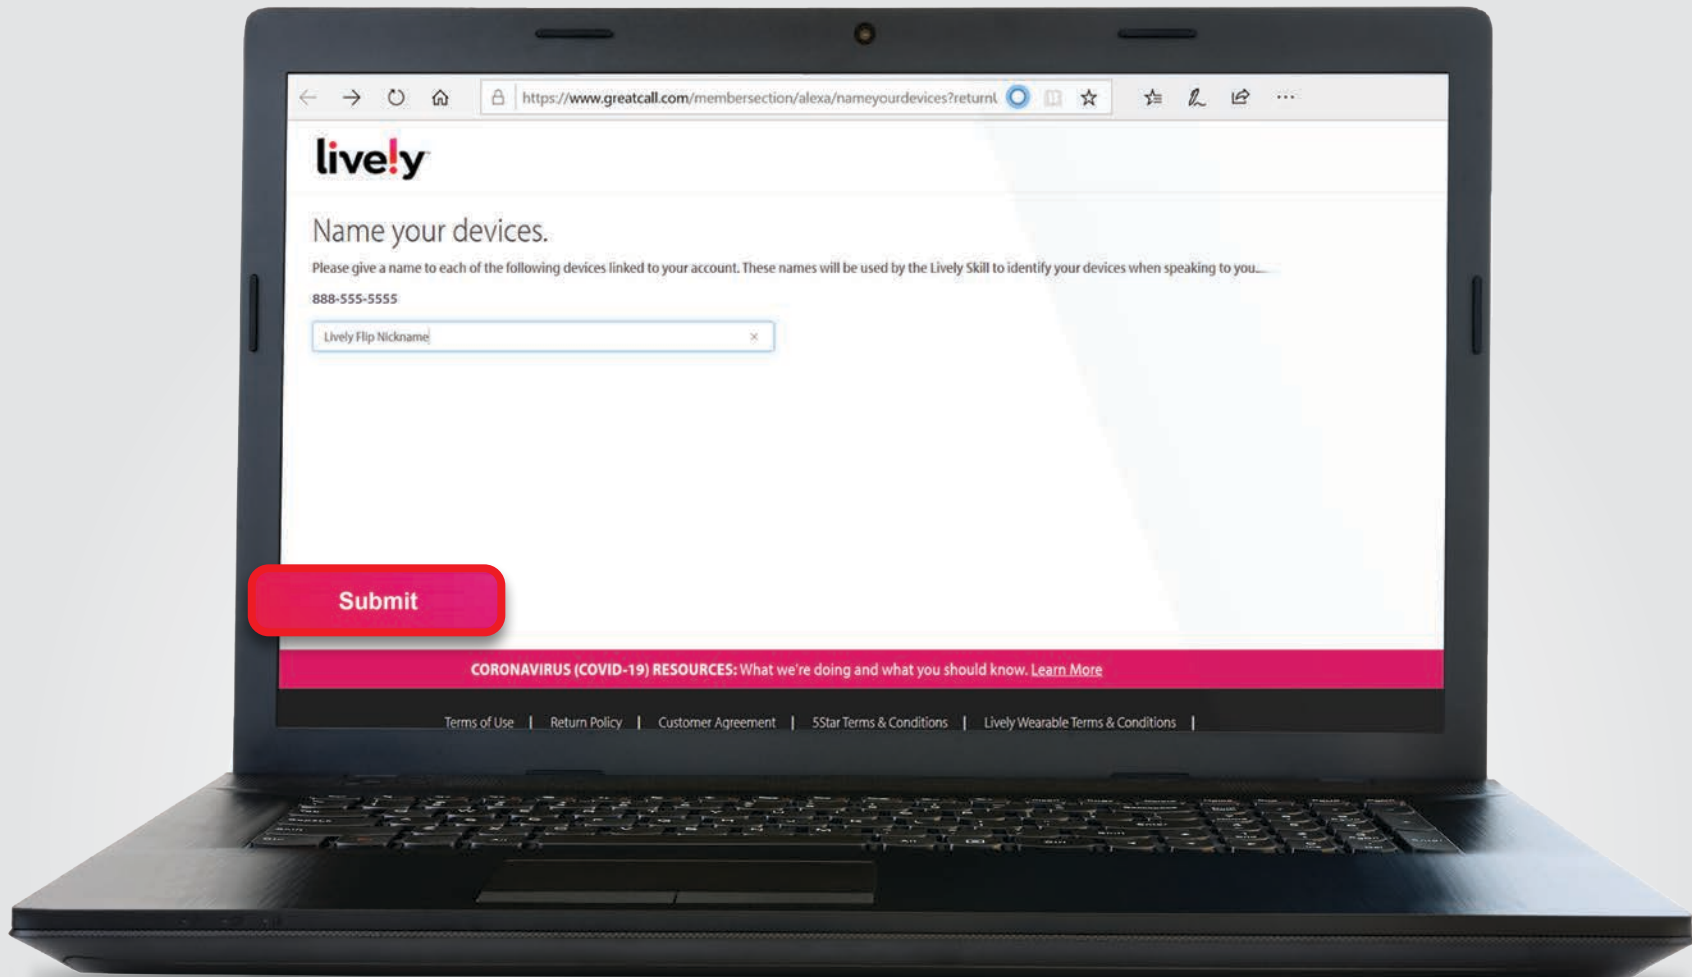 https://www.greatcall.com/membersection/alexa/nameyourdevices?return
live!y
Name your devices.
Please give a name to each of the following devices linked to your account. These names will be used by the Lively Skill to identify your devices when speaking to you.
888-555-5555
Lively Flip Nickname
Submit
CORONAVIRUS (COVID-19) RESOURCES: What we're doing and what you should know. Learn More
Terms of Use | Return Policy | Customer Agreement | 5Star Terms & Conditions | Lively Wearable Terms & Conditions |